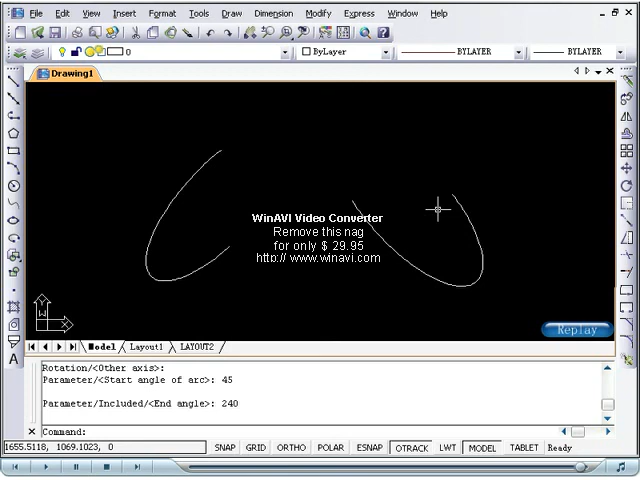 File Edit View Insert Format Tools Draw Dimension Modify Express Window Help
0 ByLayer BYLAYER BYLAYER
Drawing1
WinAVI Video Converter
Remove this nag
for only $ 29.95
http:// www.winavi.com
Y
W
X
Replay
A
Model Layout1 LAYOUT2
Rotation/<Other axis>:
Parameter/<Start angle of arc>: 45
Parameter/Included/<End angle>: 240
Command:
1655.5118, 1069.1023, 0 SNAP GRID ORTHO POLAR ESNAP OTRACK LWT MODEL TABLET Ready